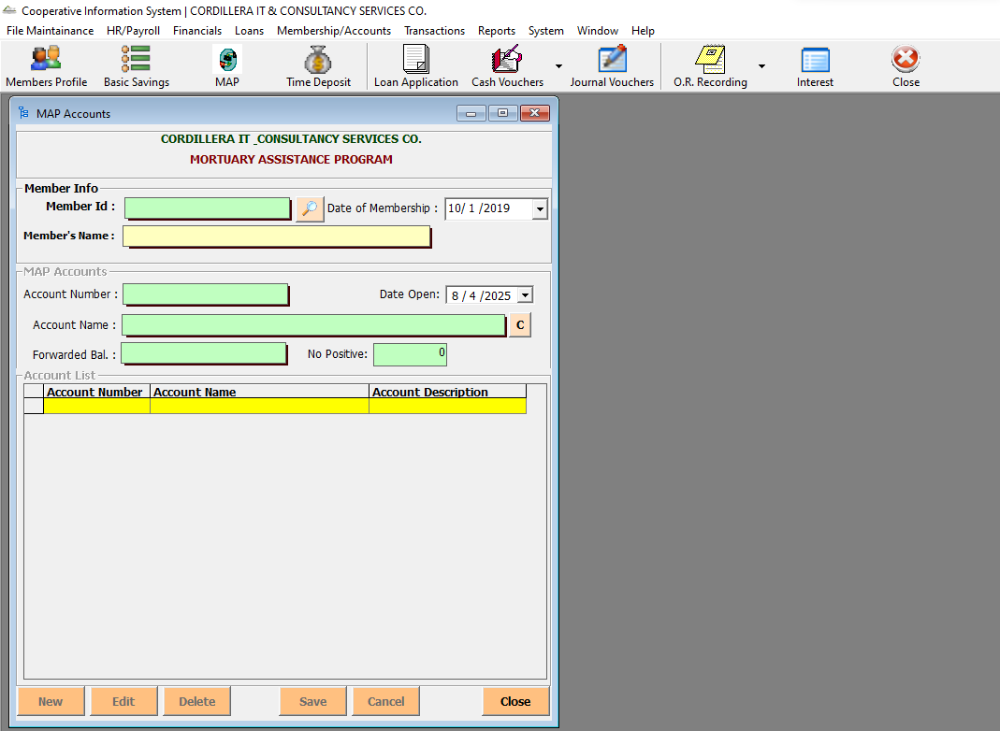 Cooperative Information System | CORDILLERA IT & CONSULTANCY SERVICES CO.
File Maintainance HR/Payroll Financials Loans Membership/Accounts Transactions Reports System Window Help
Members Profile Basic Savings MAP Time Deposit Loan Application Cash Vouchers Journal Vouchers O.R. Recording Interest Close
MAP Accounts
CORDILLERA IT _CONSULTANCY SERVICES CO.
MORTUARY ASSISTANCE PROGRAM
Member Info
Member Id : Date of Membership : 10/ 1 /2019
Member's Name :
MAP Accounts
Account Number : Date Open: 8 / 4 /2025
Account Name : C
Forwarded Bal. : No Positive: 0
Account List
Account Number Account Name Account Description
New Edit Delete Save Cancel Close